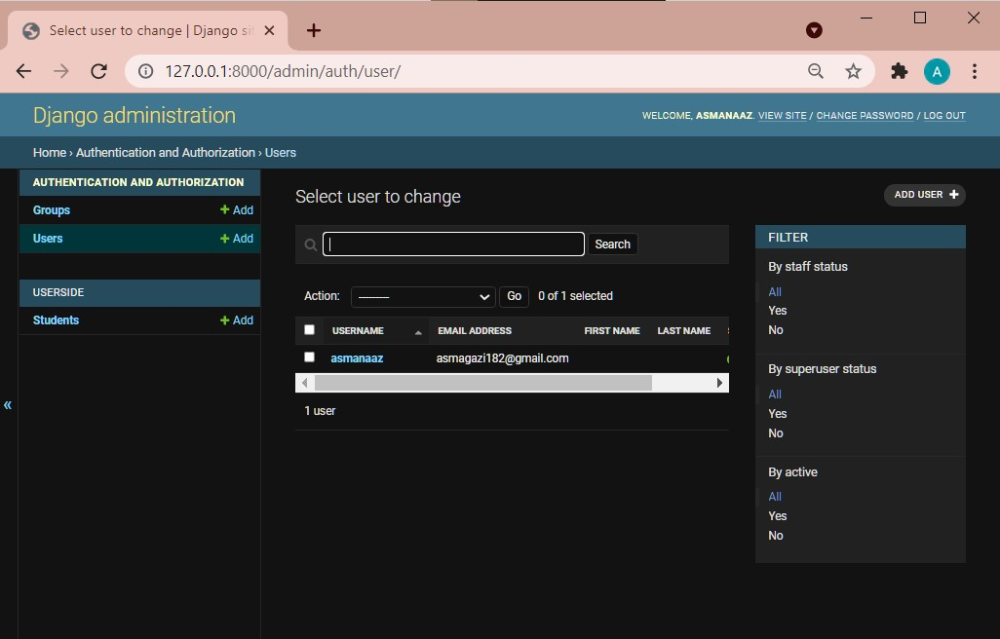 Select user to change | Django si
127.0.0.1:8000/admin/auth/user/
A
Django administration
WELCOME, ASMANAAZ. VIEW SITE / CHANGE PASSWORD / LOG OUT
Home › Authentication and Authorization › Users
AUTHENTICATION AND AUTHORIZATION
Groups + Add
Users + Add
USERSIDE
Students + Add
«
Select user to change
ADD USER +
Search
Action: --------- Go 0 of 1 selected
USERNAME EMAIL ADDRESS FIRST NAME LAST NAME
asmanaaz asmagazi182@gmail.com
1 user
FILTER
By staff status
All
Yes
No
By superuser status
All
Yes
No
By active
All
Yes
No